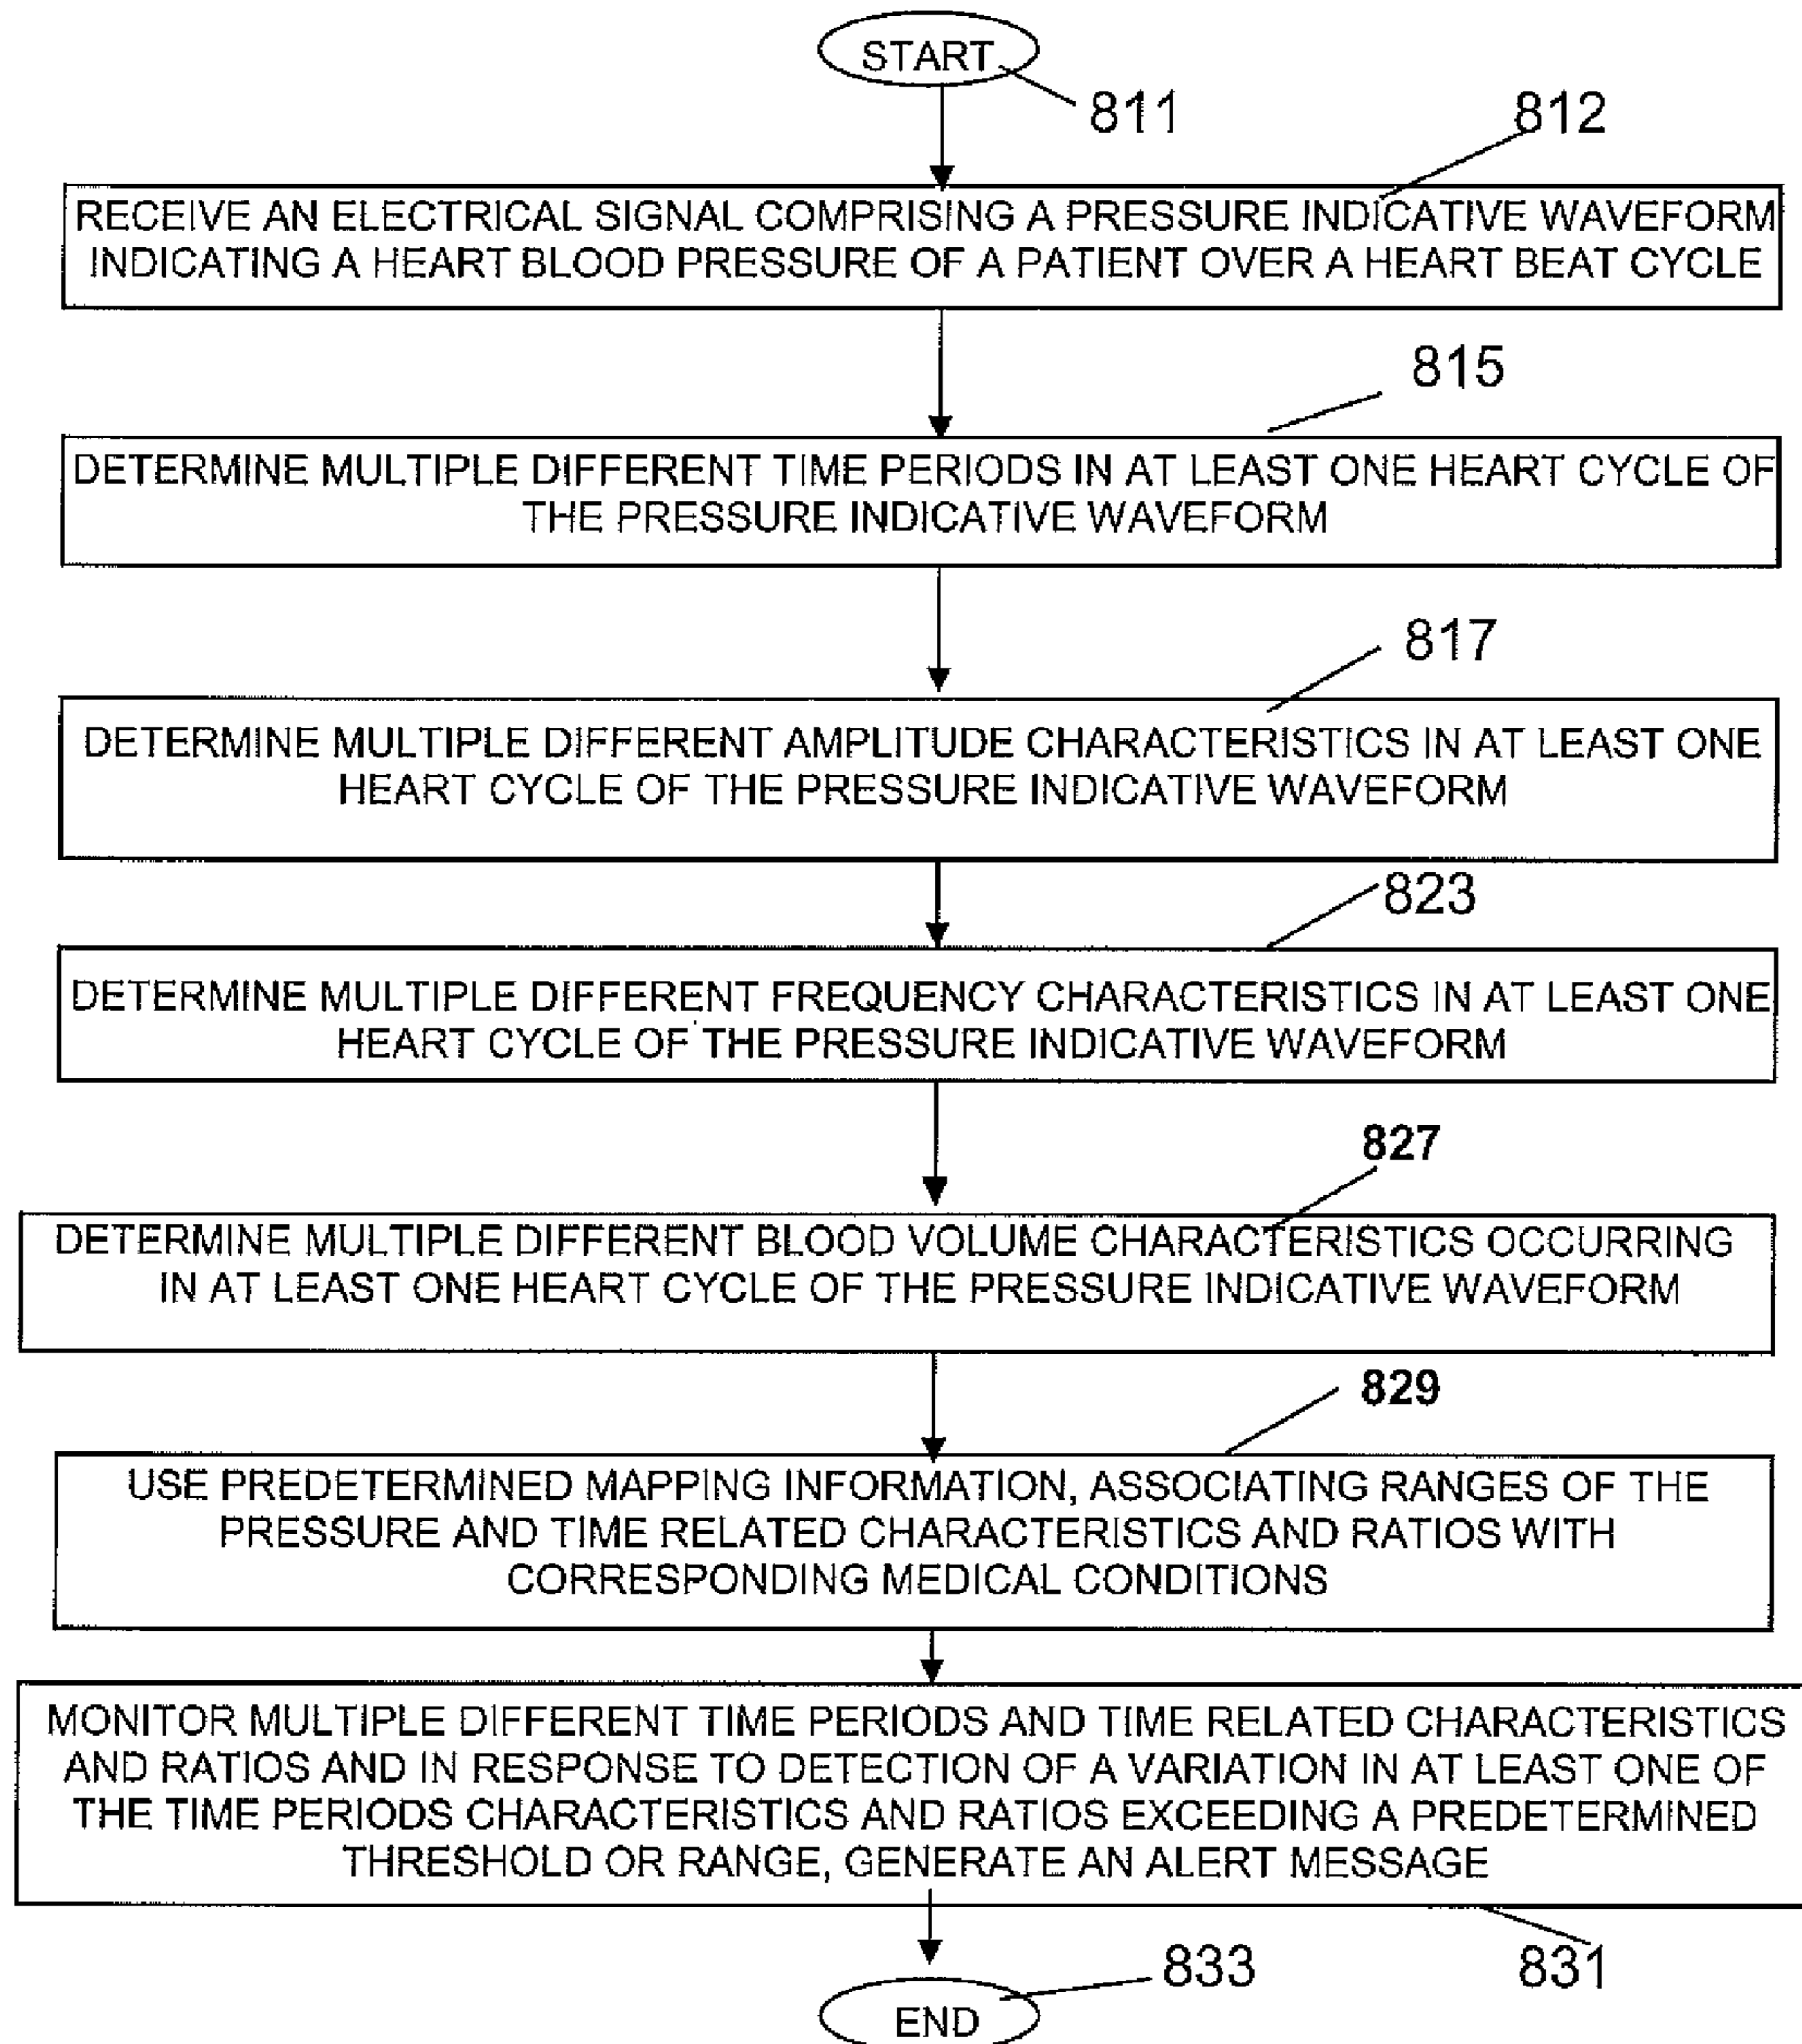 START
811
812
RECEIVE AN ELECTRICAL SIGNAL COMPRISING A PRESSURE INDICATIVE WAVEFORM
INDICATING A HEART BLOOD PRESSURE OF A PATIENT OVER A HEART BEAT CYCLE
815
DETERMINE MULTIPLE DIFFERENT TIME PERIODS IN AT LEAST ONE HEART CYCLE OF
THE PRESSURE INDICATIVE WAVEFORM
817
DETERMINE MULTIPLE DIFFERENT AMPLITUDE CHARACTERISTICS IN AT LEAST ONE
HEART CYCLE OF THE PRESSURE INDICATIVE WAVEFORM
823
DETERMINE MULTIPLE DIFFERENT FREQUENCY CHARACTERISTICS IN AT LEAST ONE
HEART CYCLE OF THE PRESSURE INDICATIVE WAVEFORM
827
DETERMINE MULTIPLE DIFFERENT BLOOD VOLUME CHARACTERISTICS OCCURRING
IN AT LEAST ONE HEART CYCLE OF THE PRESSURE INDICATIVE WAVEFORM
829
USE PREDETERMINED MAPPING INFORMATION, ASSOCIATING RANGES OF THE
PRESSURE AND TIME RELATED CHARACTERISTICS AND RATIOS WITH
CORRESPONDING MEDICAL CONDITIONS
MONITOR MULTIPLE DIFFERENT TIME PERIODS AND TIME RELATED CHARACTERISTICS
AND RATIOS AND IN RESPONSE TO DETECTION OF A VARIATION IN AT LEAST ONE OF
THE TIME PERIODS CHARACTERISTICS AND RATIOS EXCEEDING A PREDETERMINED
THRESHOLD OR RANGE, GENERATE AN ALERT MESSAGE
831
833
END